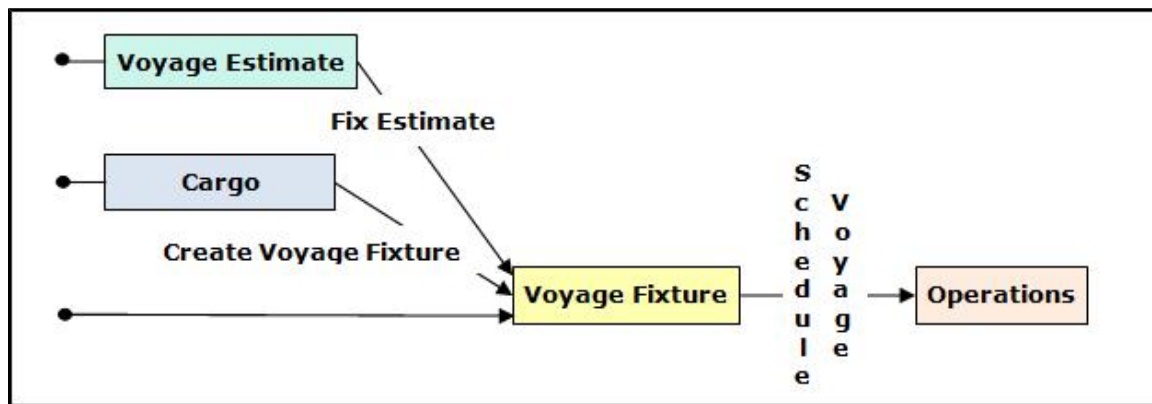 Voyage Estimate
Fix Estimate
Cargo
Create Voyage Fixture
Voyage Fixture
Schedule
Voyage
Operations